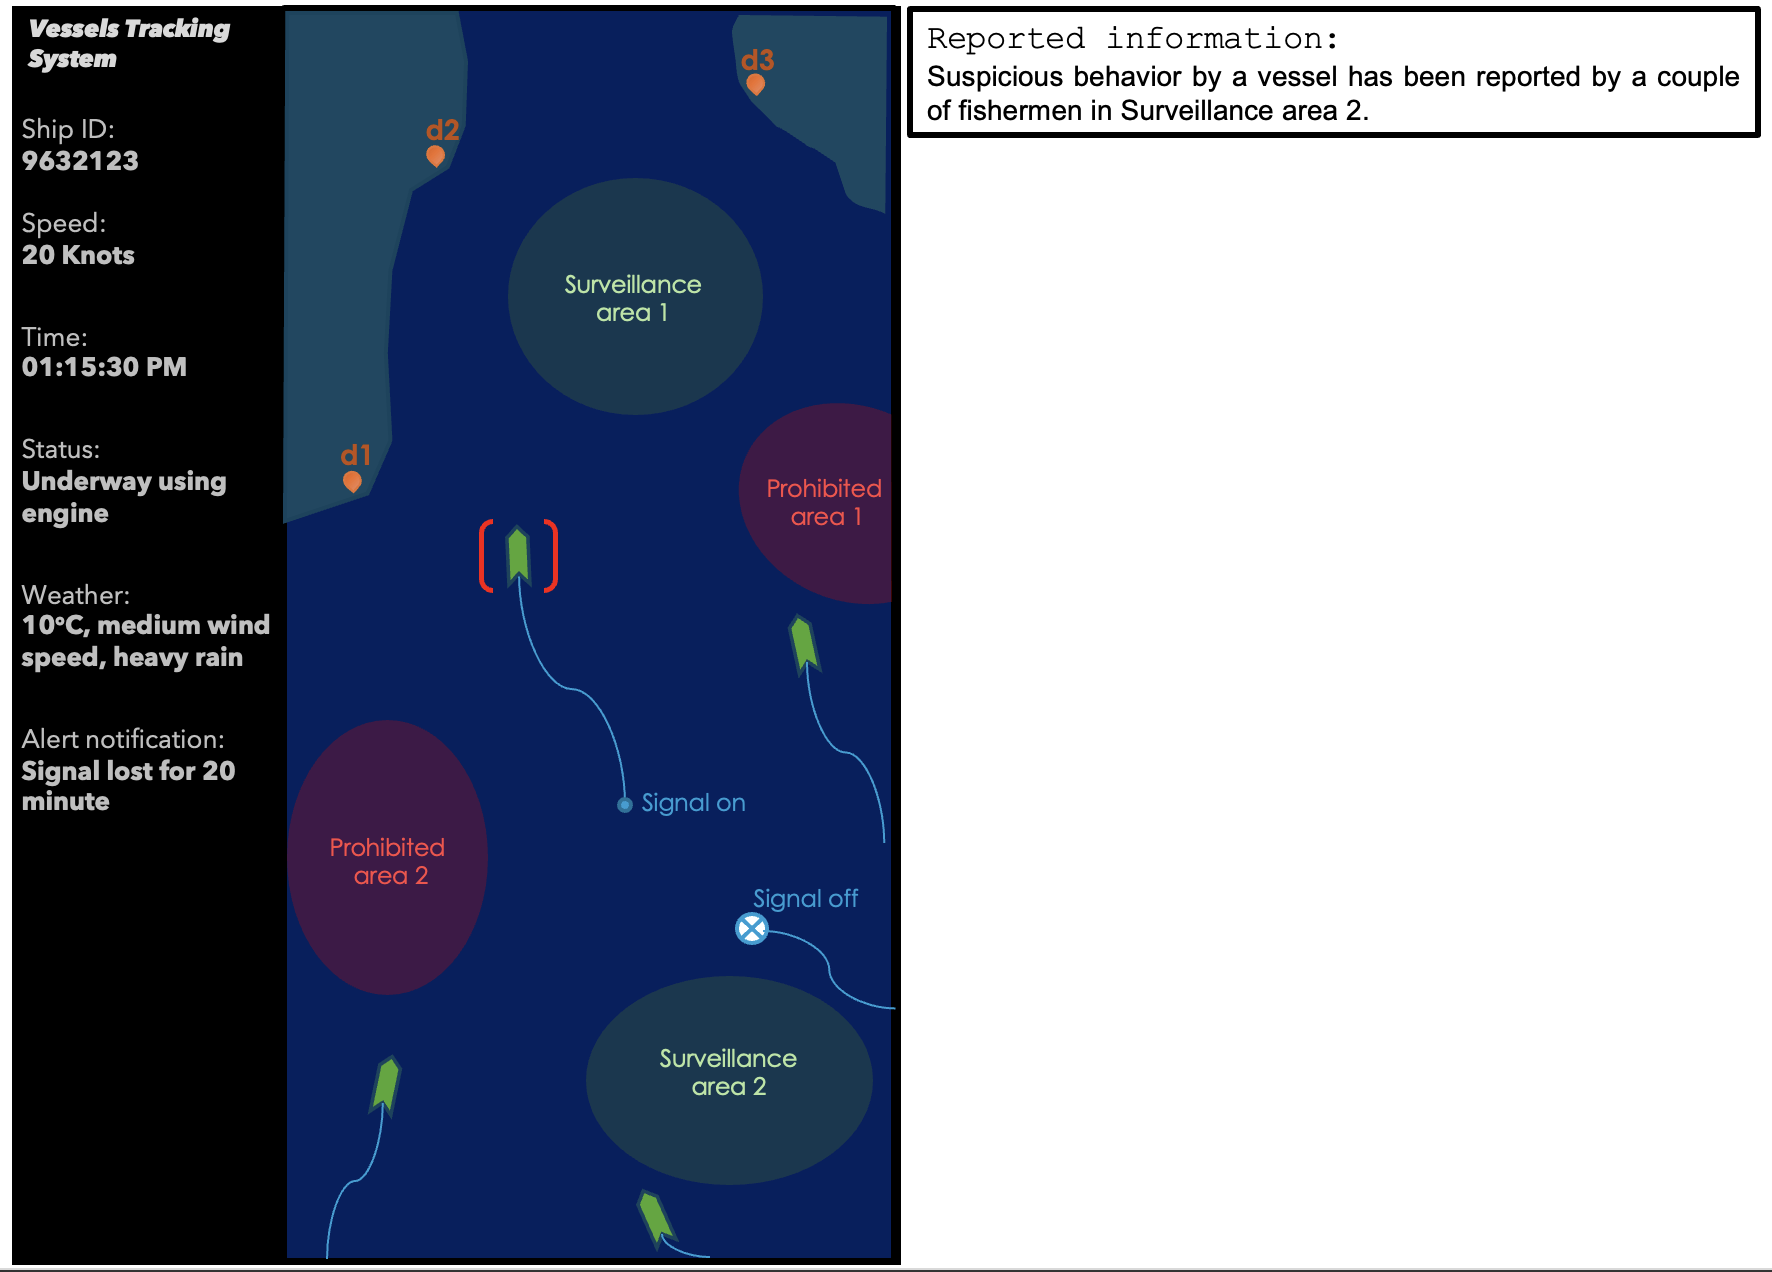 Vessels Tracking
System
Ship ID:
9632123
Speed:
20 Knots
Time:
01:15:30 PM
Status:
Underway using
engine
Weather:
10°C, medium wind
speed, heavy rain
Alert notification:
Signal lost for 20
minute
d3
d2
Surveillance
area 1
d1
Prohibited
area 1
Signal on
Prohibited
area 2
Signal off
Surveillance
area 2
Reported information:
Suspicious behavior by a vessel has been reported by a couple
of fishermen in Surveillance area 2.